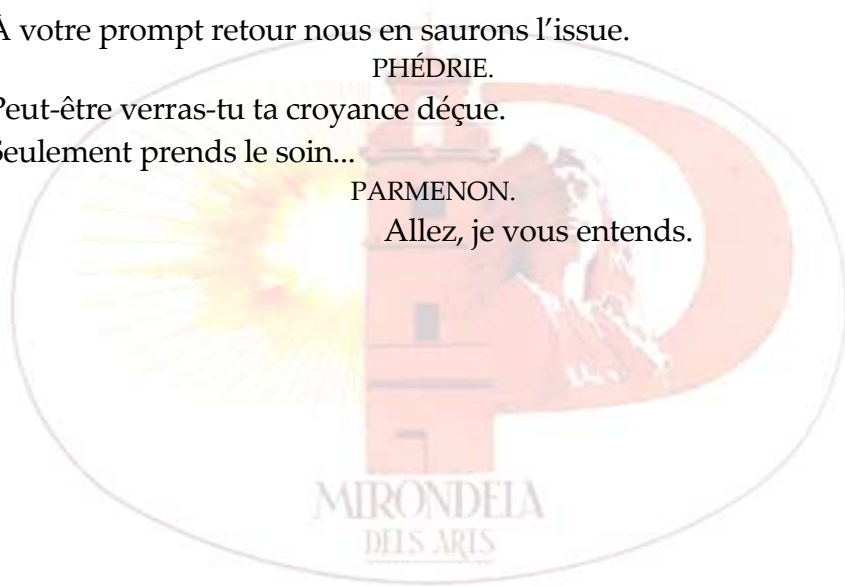 À votre prompt retour nous en saurons l’issue.
PHÉDRIE.
Peut-être verras-tu ta croyance déçue.
Seulement prends le soin...
PARMENON.
Allez, je vous entends.
MIRONDELA
DELS ARTS